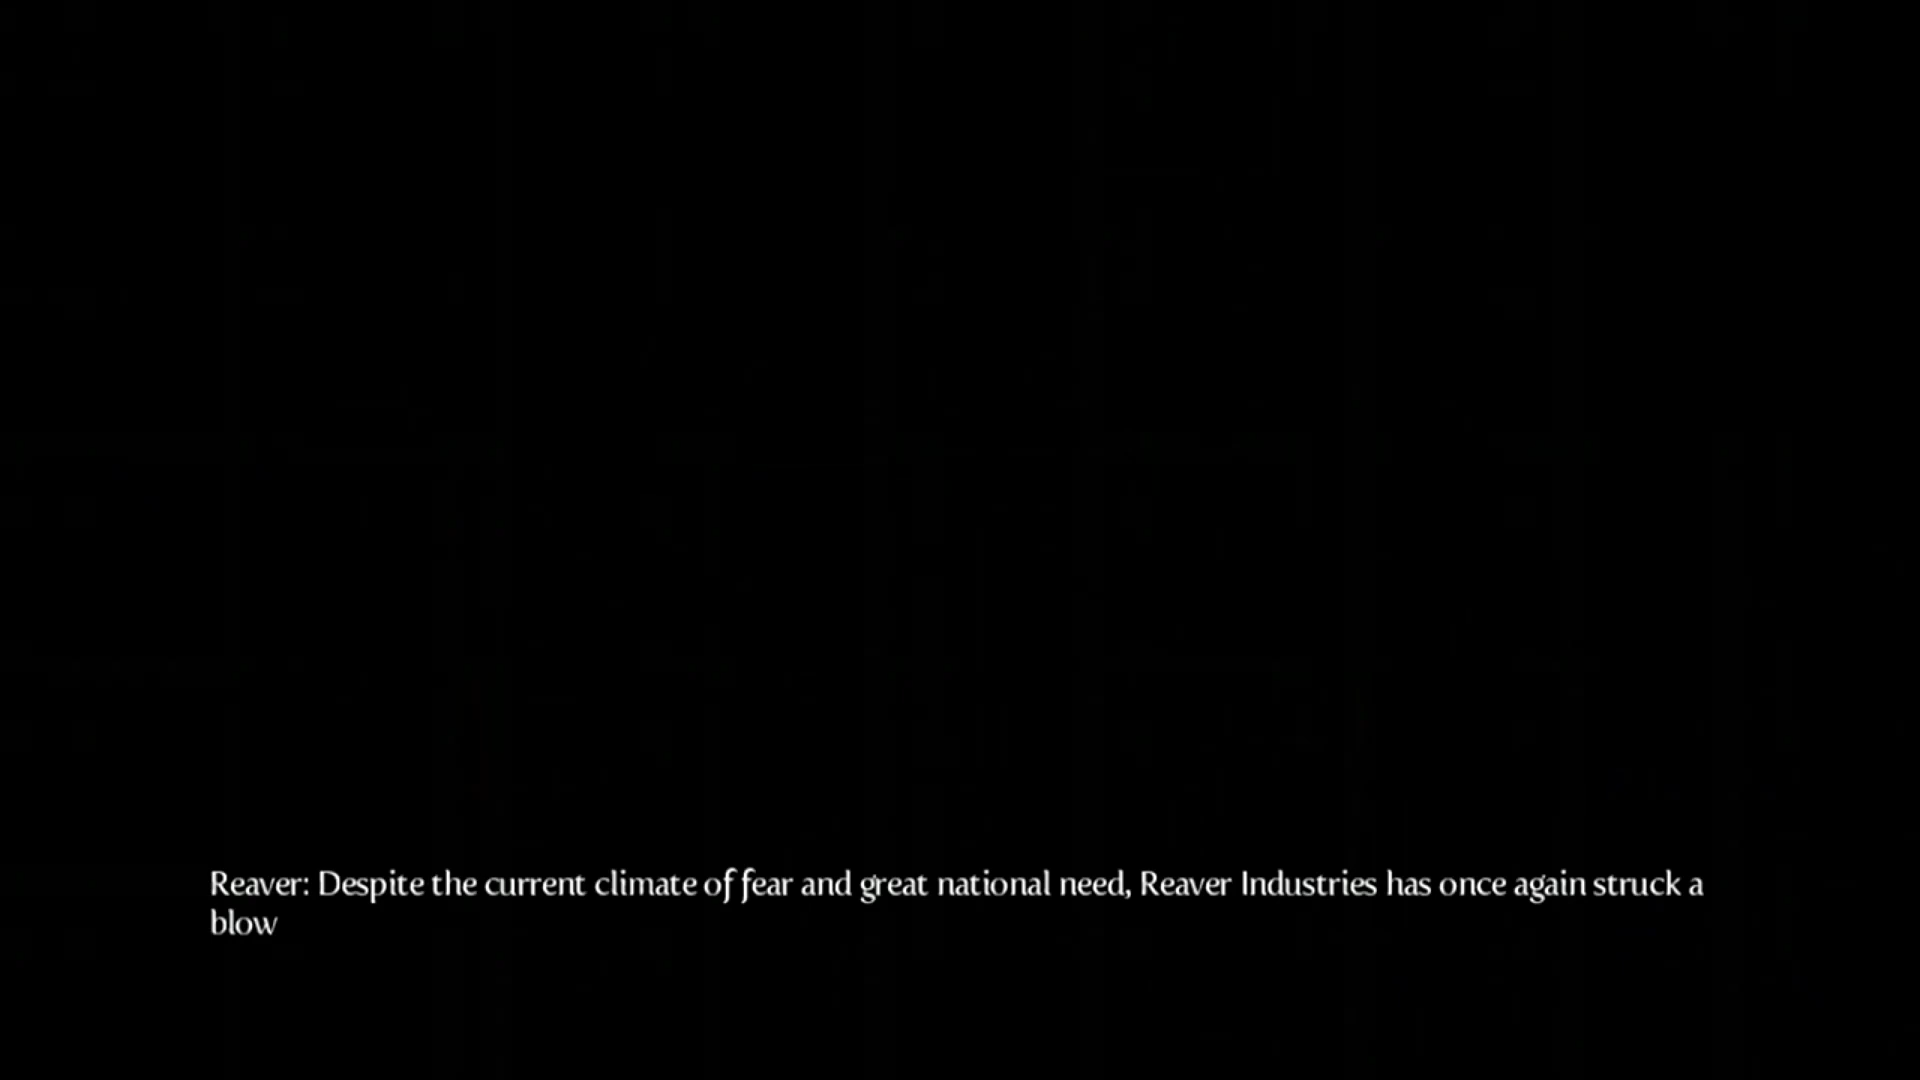 Reaver: Despite the current climate of fear and great national need, Reaver Industries has once again struck a
blow